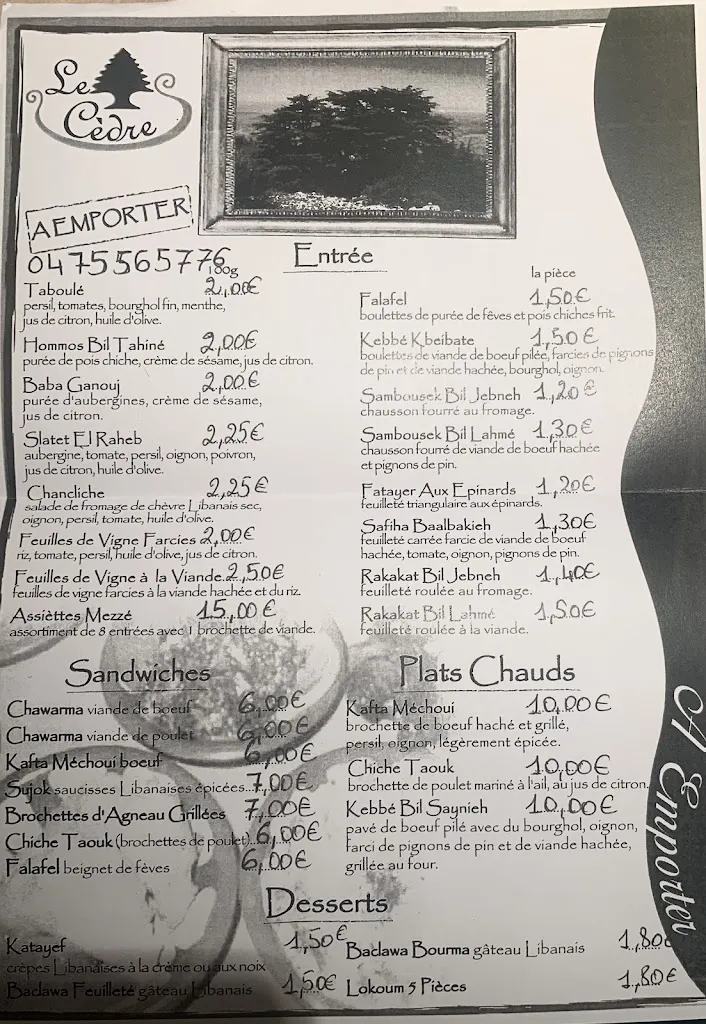 Le
Cèdre
A EMPORTER
0475565776
Entrée
180g
Taboulé 2,00€
persil, tomates, bourghol fin, menthe,
jus de citron, huile d'olive.
Hommos Bil Tahiné 2,00€
purée de pois chiche, crème de sésame, jus de citron.
Baba Ganouj 2,00€
purée d'aubergines, crème de sésame,
jus de citron.
Slatet El Raheb 2,25€
aubergine, tomate, persil, oignon, poivron,
jus de citron, huile d'olive.
Chancliche 2,25€
salade de fromage de chèvre Libanais sec,
oignon, persil, tomate, huile d'olive.
Feuilles de Vigne Farcies 2,00€
riz, tomate, persil, huile d'olive, jus de citron.
Feuilles de Vigne à la Viande. 2,50€
feuilles de vigne farcies à la viande hachée et du riz.
Assièttes Mezzé 15,00€
assortiment de 8 entrées avec 1 brochette de viande.
la pièce
Falafel 1,50€
boulettes de purée de fêves et pois chiches frit.
Kebbé Kbeibate 1,50€
boulettes de viande de boeuf pilée, farcies de pignons
de pin et de viande hachée, bourghol, oignon.
Sambousek Bil Jebneh 1,20€
chausson fourré au fromage.
Sambousek Bil Lahmé 1,30€
chausson fourré de viande de boeuf hachée
et pignons de pin.
Fatayer Aux Epinards 1,20€
feuilleté triangulaire aux épinards.
Safiha Baalbakieh 1,30€
feuilleté carrée farcie de viande de boeuf
hachée, tomate, oignon, pignons de pin.
Rakakat Bil Jebneh 1,40€
feuilleté roulée au fromage.
Rakakat Bil Lahmé 1,50€
feuilleté roulée à la viande.
Sandwiches
Chawarma viande de boeuf 6,00€
Chawarma viande de poulet 6,00€
Kafta Méchoui boeuf 6,00€
Sujok saucisses Libanaises épicées... 7,00€
Brochettes d'Agneau Grillées 7,00€
Chiche Taouk (brochettes de poulet).. 6,00€
Falafel beignet de fèves 6,00€
Plats Chauds
Kafta Méchoui 10,00€
brochette de boeuf haché et grillé,
persil, oignon, légèrement épicée.
Chiche Taouk 10,00€
brochette de poulet mariné à l'ail, au jus de citron.
Kebbé Bil Saynieh 10,00€
pavé de boeuf pilé avec du bourghol, oignon,
farci de pignons de pin et de viande hachée,
grillée au four.
Desserts
Katayef 1,50€
crêpes Libanaises à la crème ou aux noix
Baclawa Feuilleté gâteau Libanais 1,50€
Baclawa Bourma gâteau Libanais 1,80€
Lokoum 5 Pièces 1,80€
A Emporter